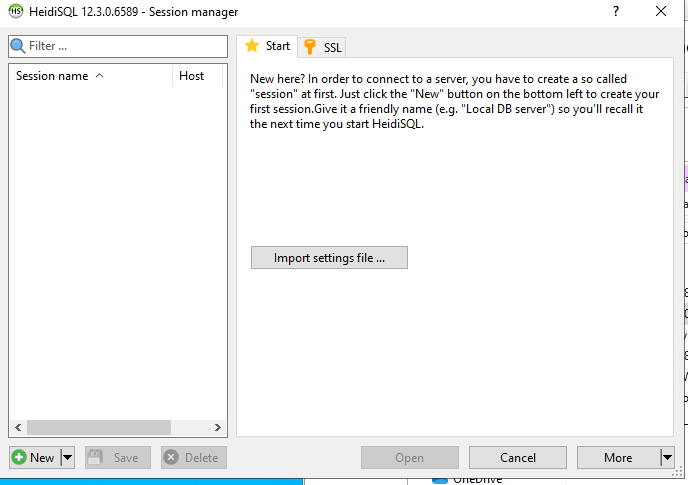 HS HeidiSQL 12.3.0.6589 - Session manager ?
Filter ...
Session name Host
Start SSL
New here? In order to connect to a server, you have to create a so called
"session" at first. Just click the "New" button on the bottom left to create your
first session.Give it a friendly name (e.g. "Local DB server") so you'll recall it
the next time you start HeidiSQL.
Import settings file ...
New Save Delete Open Cancel More
OneDrive